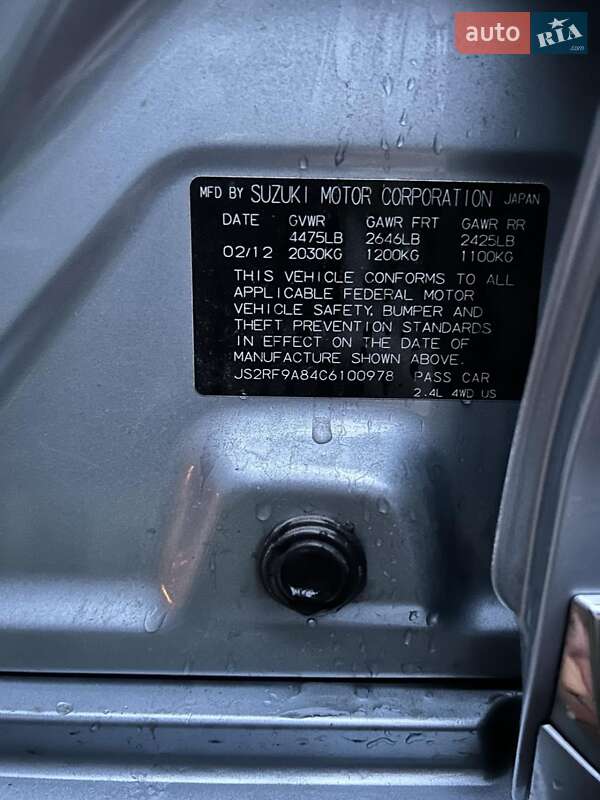 auto RIA .com
MFD BY SUZUKI MOTOR CORPORATION JAPAN
DATE GVWR GAWR FRT GAWR RR
4475LB 2646LB 2425LB
02/12 2030KG 1200KG 1100KG
THIS VEHICLE CONFORMS TO ALL
APPLICABLE FEDERAL MOTOR
VEHICLE SAFETY, BUMPER AND
THEFT PREVENTION STANDARDS
IN EFFECT ON THE DATE OF
MANUFACTURE SHOWN ABOVE.
JS2RF9A84C6100978 PASS CAR
2.4L 4WD US